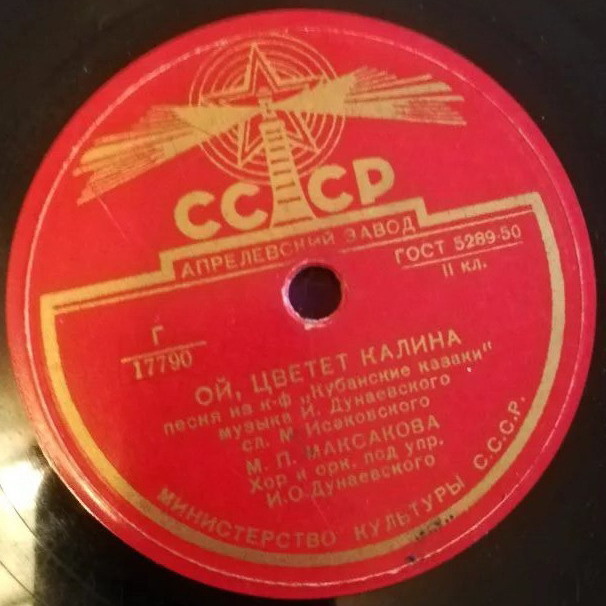 СССР
АПРЕЛЕВСКИЙ ЗАВОД
ГОСТ 5289-50
II кл.
Г
17790
ОЙ, ЦВЕТЕТ КАЛИНА
песня из к-ф „Кубанские казаки"
музыка И. Дунаевского
сл. М. Исаковского
М. П. МАКСАКОВА
Хор и орк. под упр.
И.О.Дунаевского
МИНИСТЕРСТВО КУЛЬТУРЫ С.С.С.Р.